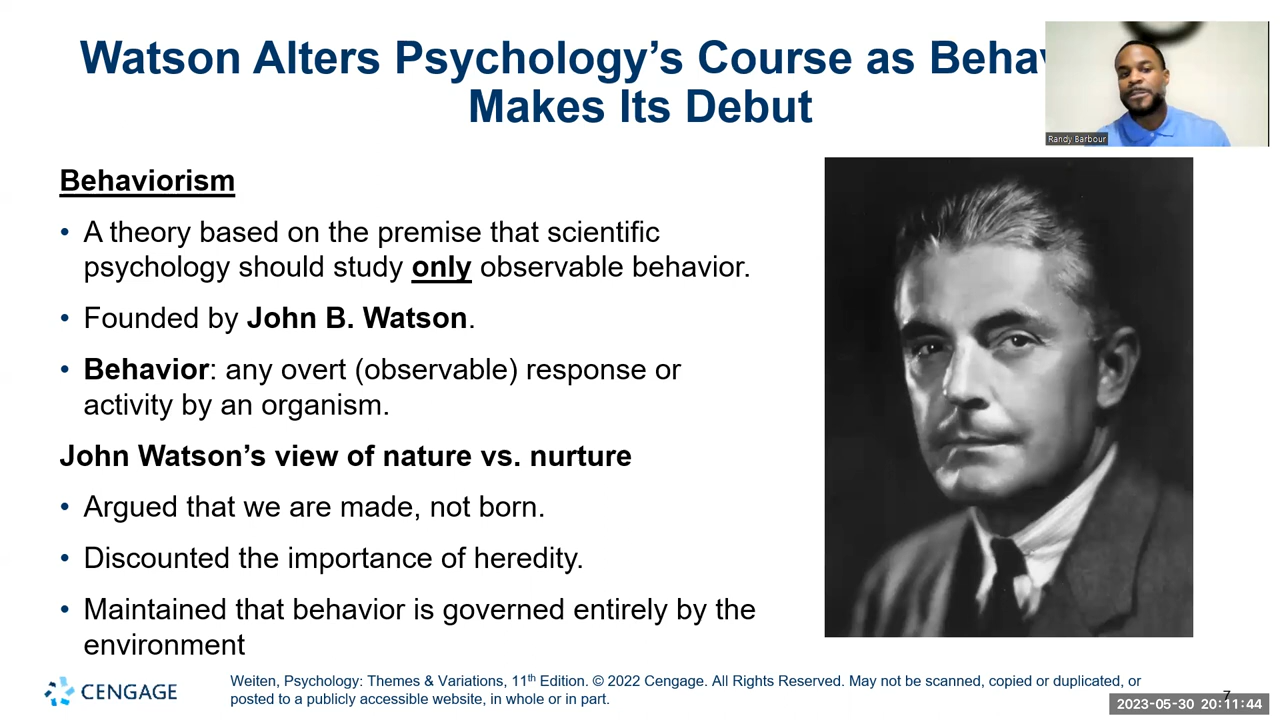 Watson Alters Psychology's Course as Behav
Makes Its Debut
Randy Barbour
Behaviorism
• A theory based on the premise that scientific
psychology should study only observable behavior.
• Founded by John B. Watson.
• Behavior: any overt (observable) response or
activity by an organism.
John Watson's view of nature vs. nurture
• Argued that we are made, not born.
• Discounted the importance of heredity.
• Maintained that behavior is governed entirely by the
environment
CENGAGE
Weiten, Psychology: Themes & Variations, 11th Edition. © 2022 Cengage. All Rights Reserved. May not be scanned, copied or duplicated, or
posted to a publicly accessible website, in whole or in part.
7
2023-05-30 20:11:44